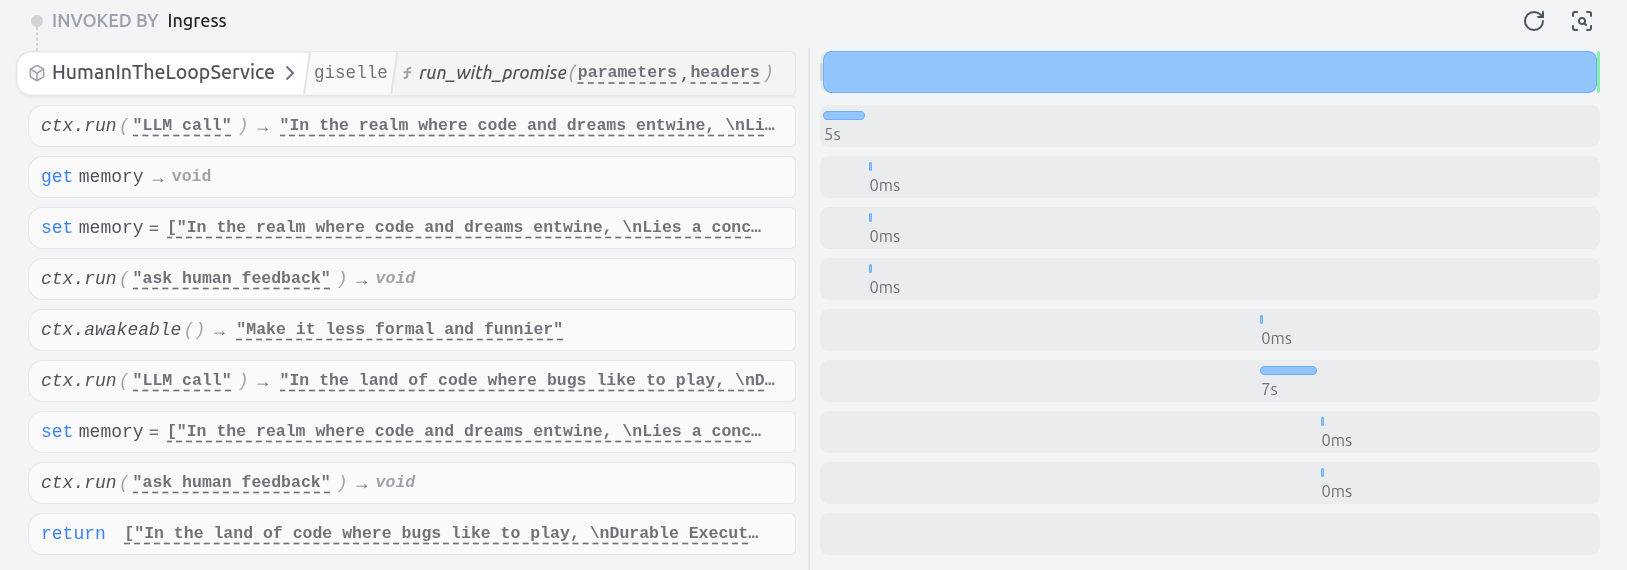 INVOKED BY Ingress
HumanInTheLoopService giselle ƒ run_with_promise(parameters,headers)
ctx.run("LLM call") → "In the realm where code and dreams entwine, \nLi…
5s
get memory → void
0ms
set memory = ["In the realm where code and dreams entwine, \nLies a conc…
0ms
ctx.run("ask human feedback") → void
0ms
ctx.awakeable() → "Make it less formal and funnier"
0ms
ctx.run("LLM call") → "In the land of code where bugs like to play, \nD…
7s
set memory = ["In the realm where code and dreams entwine, \nLies a conc…
0ms
ctx.run("ask human feedback") → void
0ms
return ["In the land of code where bugs like to play, \nDurable Execut…